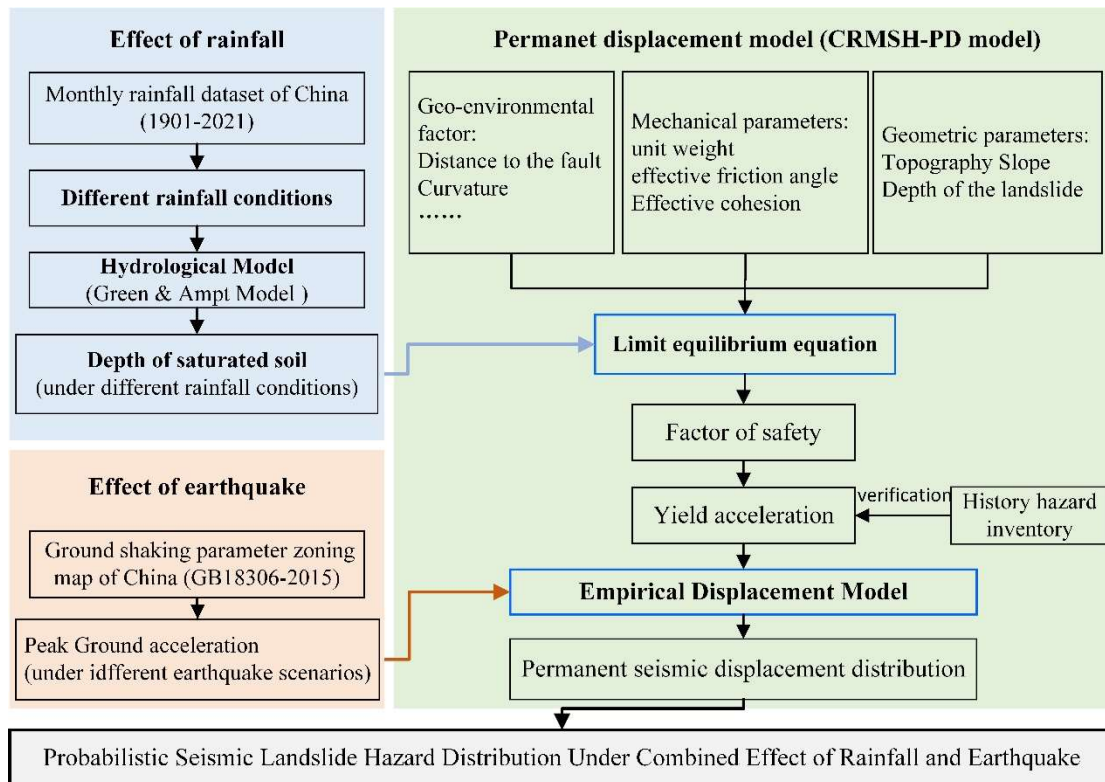 Effect of rainfall
Monthly rainfall dataset of China
(1901-2021)
Different rainfall conditions
Hydrological Model
(Green & Ampt Model )
Depth of saturated soil
(under different rainfall conditions)
Effect of earthquake
Ground shaking parameter zoning
map of China (GB18306-2015)
Peak Ground acceleration
(under idfferent earthquake scenarios)
Permanet displacement model (CRMSH-PD model)
Geo-environmental
factor:
Distance to the fault
Curvature
……
Mechanical parameters:
unit weight
effective friction angle
Effective cohesion
Geometric parameters:
Topography Slope
Depth of the landslide
Limit equilibrium equation
Factor of safety
Yield acceleration
verification
History hazard
inventory
Empirical Displacement Model
Permanent seismic displacement distribution
Probabilistic Seismic Landslide Hazard Distribution Under Combined Effect of Rainfall and Earthquake